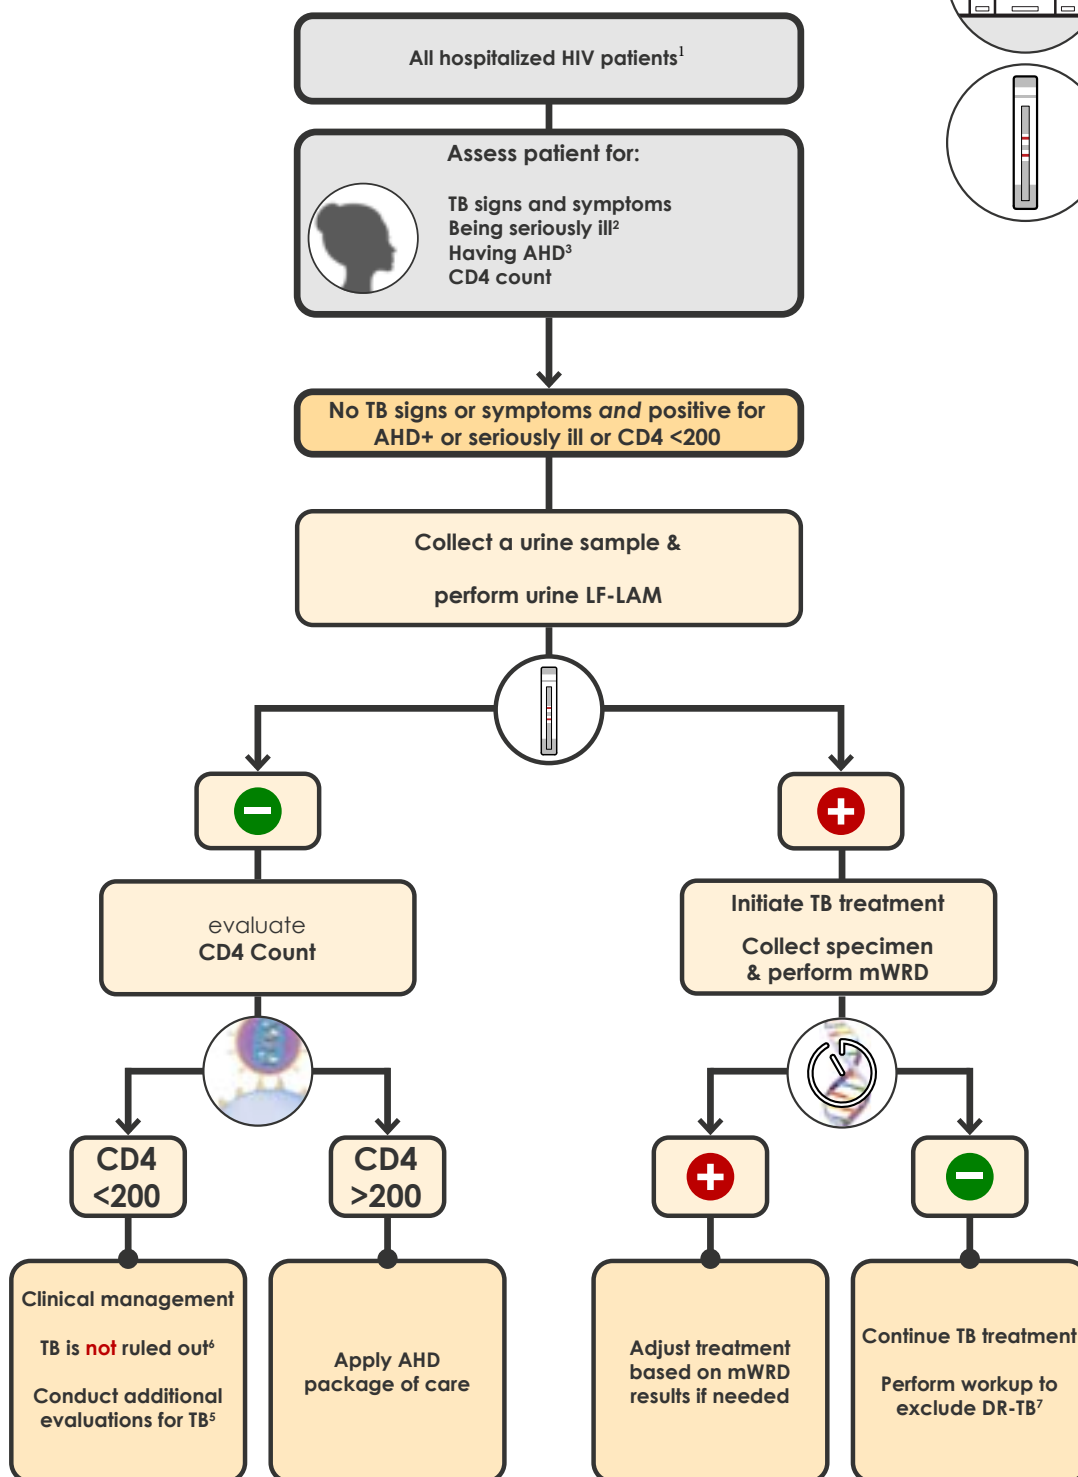 All hospitalized HIV patients¹
Assess patient for:
TB signs and symptoms
Being seriously ill²
Having AHD³
CD4 count
No TB signs or symptoms and positive for
AHD+ or seriously ill or CD4 <200
Collect a urine sample &
perform urine LF-LAM
evaluate
CD4 Count
Initiate TB treatment
Collect specimen
& perform mWRD
CD4
<200
CD4
>200
Clinical management
TB is not ruled out⁶
Conduct additional
evaluations for TB⁵
Apply AHD
package of care
Adjust treatment
based on mWRD
results if needed
Continue TB treatment
Perform workup to
exclude DR-TB⁷